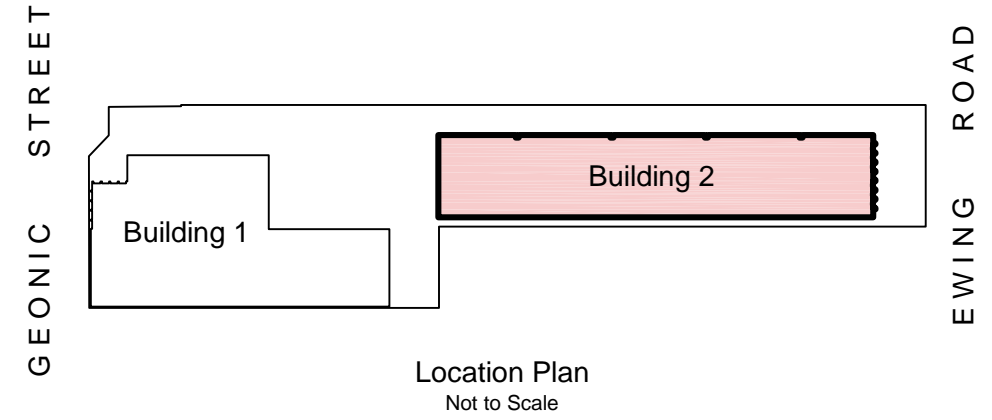 GEONIC STREET
Building 1
Building 2
EWING ROAD
Location Plan
Not to Scale